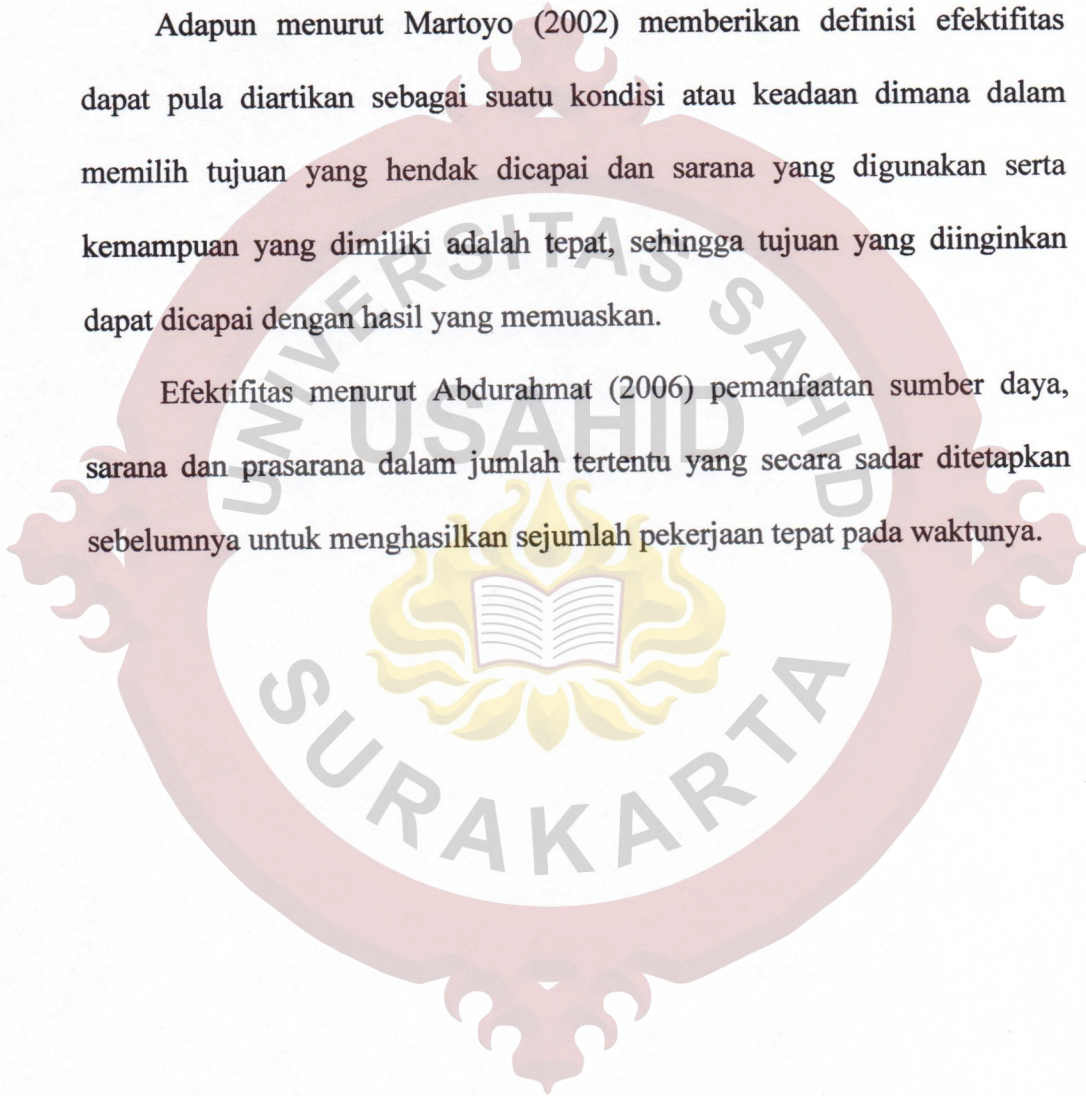 Adapun menurut Martoyo (2002) memberikan definisi efektifitas
dapat pula diartikan sebagai suatu kondisi atau keadaan dimana dalam
memilih tujuan yang hendak dicapai dan sarana yang digunakan serta
kemampuan yang dimiliki adalah tepat, sehingga tujuan yang diinginkan
dapat dicapai dengan hasil yang memuaskan.
Efektifitas menurut Abdurahmat (2006) pemanfaatan sumber daya,
sarana dan prasarana dalam jumlah tertentu yang secara sadar ditetapkan
sebelumnya untuk menghasilkan sejumlah pekerjaan tepat pada waktunya.
UNIVERSITAS SAHID
USAHID
SURAKARTA